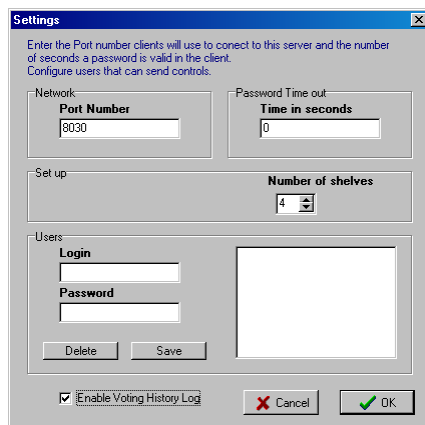 Settings
Enter the Port number clients will use to conect to this server and the number
of seconds a password is valid in the client.
Configure users that can send controls.
Network
Password Time out
Port Number
Time in seconds
8030
0
Set up
Number of shelves
4
Users
Login
Password
Delete
Save
Enable Voting History Log
Cancel
OK